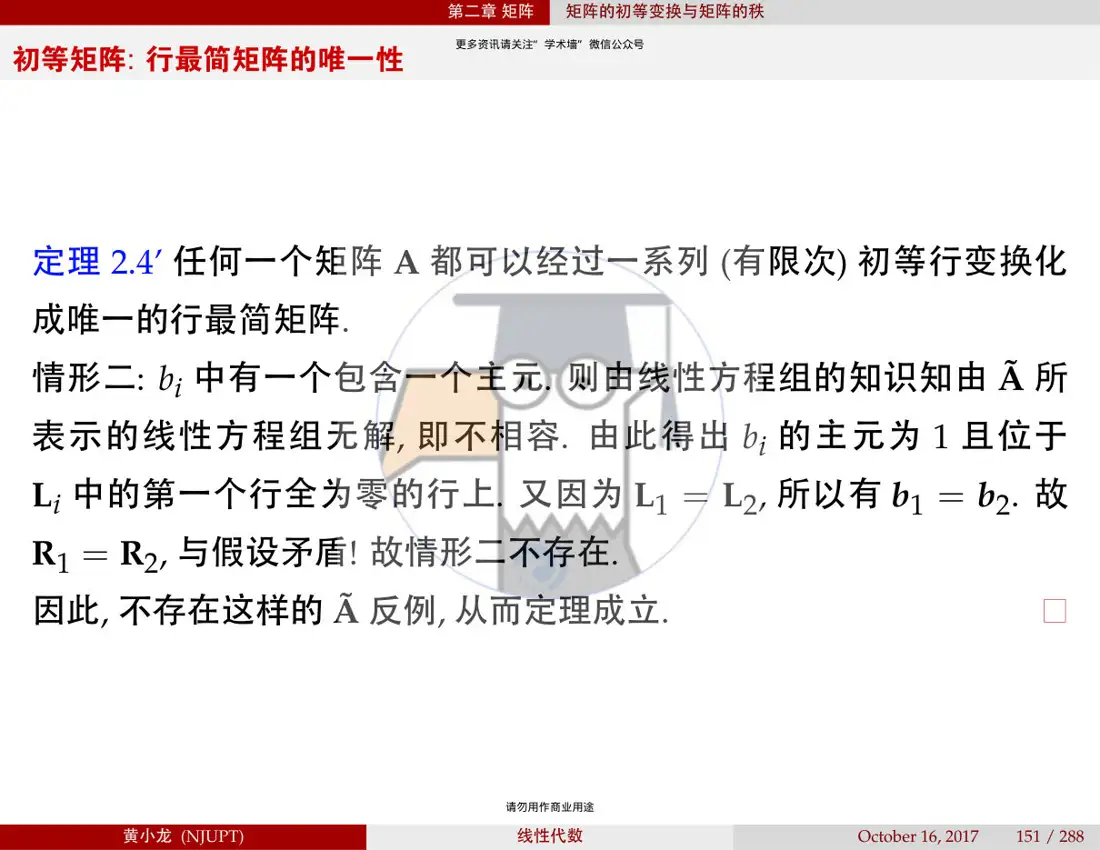 第二章 矩阵 矩阵的初等变换与矩阵的秩
更多资讯请关注“学术墙”微信公众号
初等矩阵: 行最简矩阵的唯一性
定理 2.4’ 任何一个矩阵 A 都可以经过一系列 (有限次) 初等行变换化
成唯一的行最简矩阵.
情形二: bᵢ 中有一个包含一个主元. 则由线性方程组的知识知由 Ã 所
表示的线性方程组无解, 即不相容. 由此得出 bᵢ 的主元为 1 且位于
Lᵢ 中的第一个行全为零的行上. 又因为 L₁ = L₂, 所以有 b₁ = b₂. 故
R₁ = R₂, 与假设矛盾! 故情形二不存在.
因此, 不存在这样的 Ã 反例, 从而定理成立. □
请勿用作商业用途
黄小龙 (NJUPT) 线性代数 October 16, 2017 151 / 288